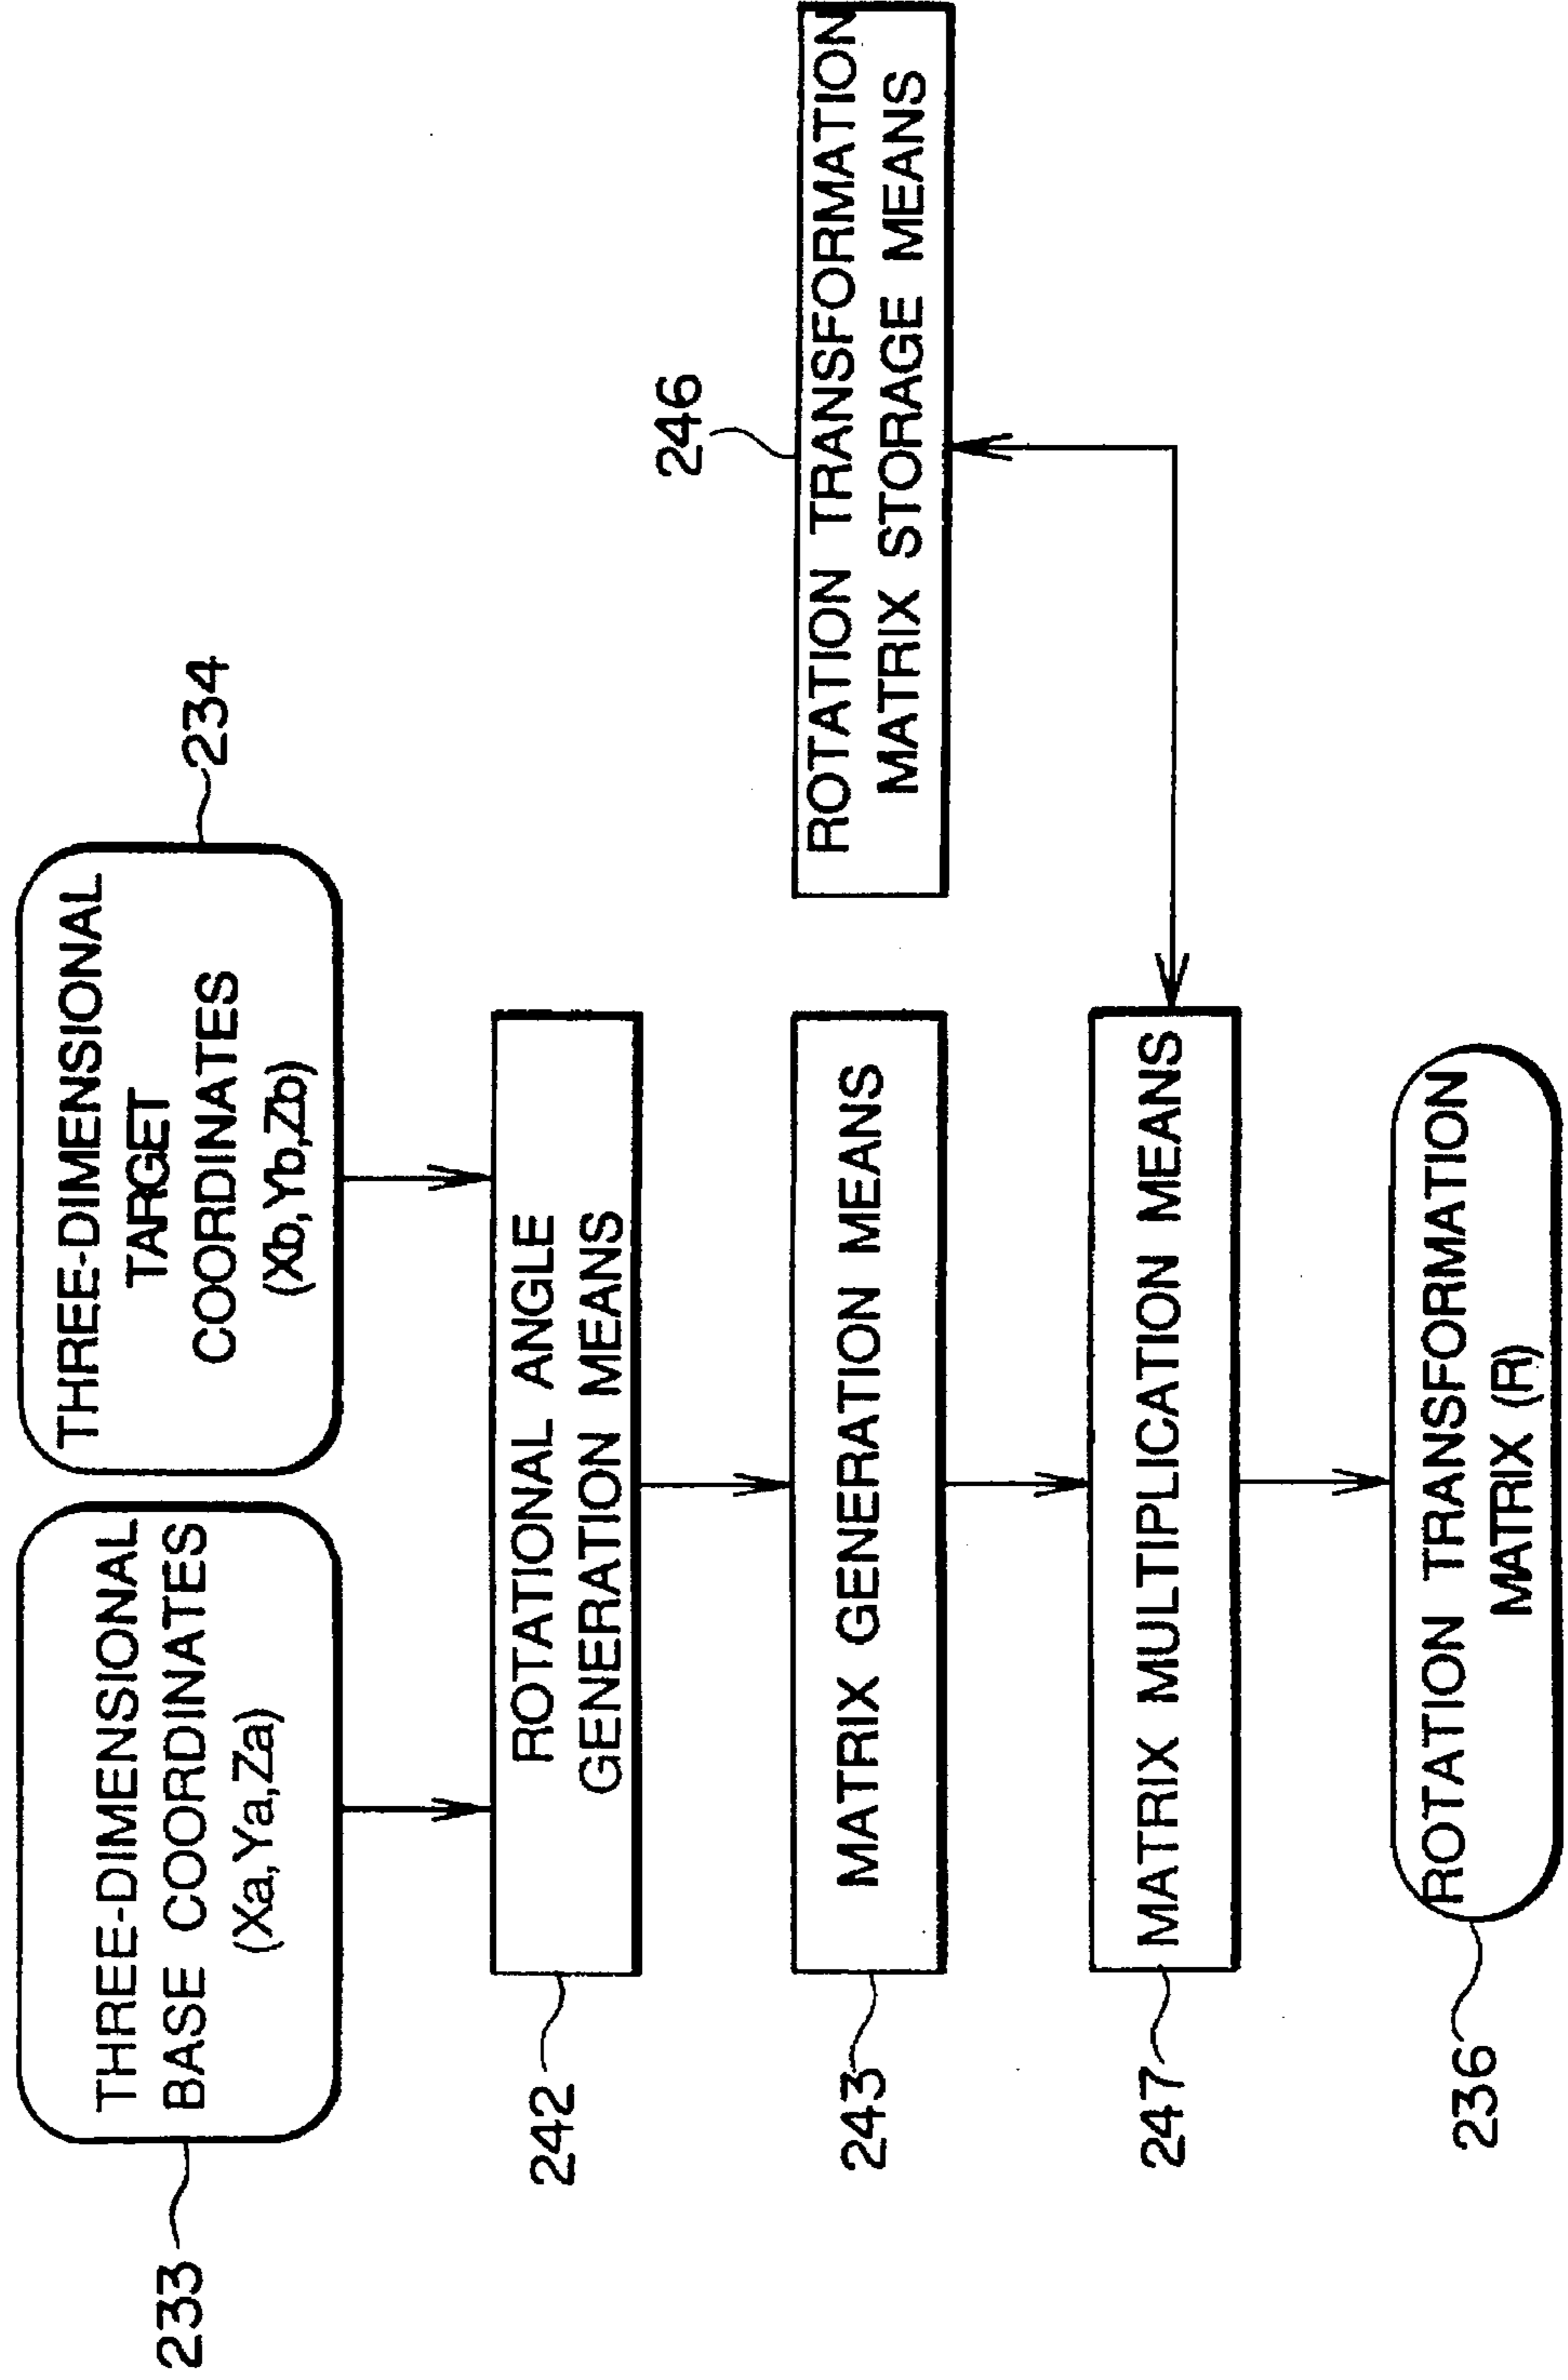 233
THREE-DIMENSIONAL
BASE COORDINATES
(Xa,Ya,Za)
THREE-DIMENSIONAL
TARGET
COORDINATES
(Xb,Yb,Zb)
234
242
ROTATIONAL ANGLE
GENERATION MEANS
243
MATRIX GENERATION MEANS
246
ROTATION TRANSFORMATION
MATRIX STORAGE MEANS
247
MATRIX MULTIPLICATION MEANS
236
ROTATION TRANSFORMATION
MATRIX (R)